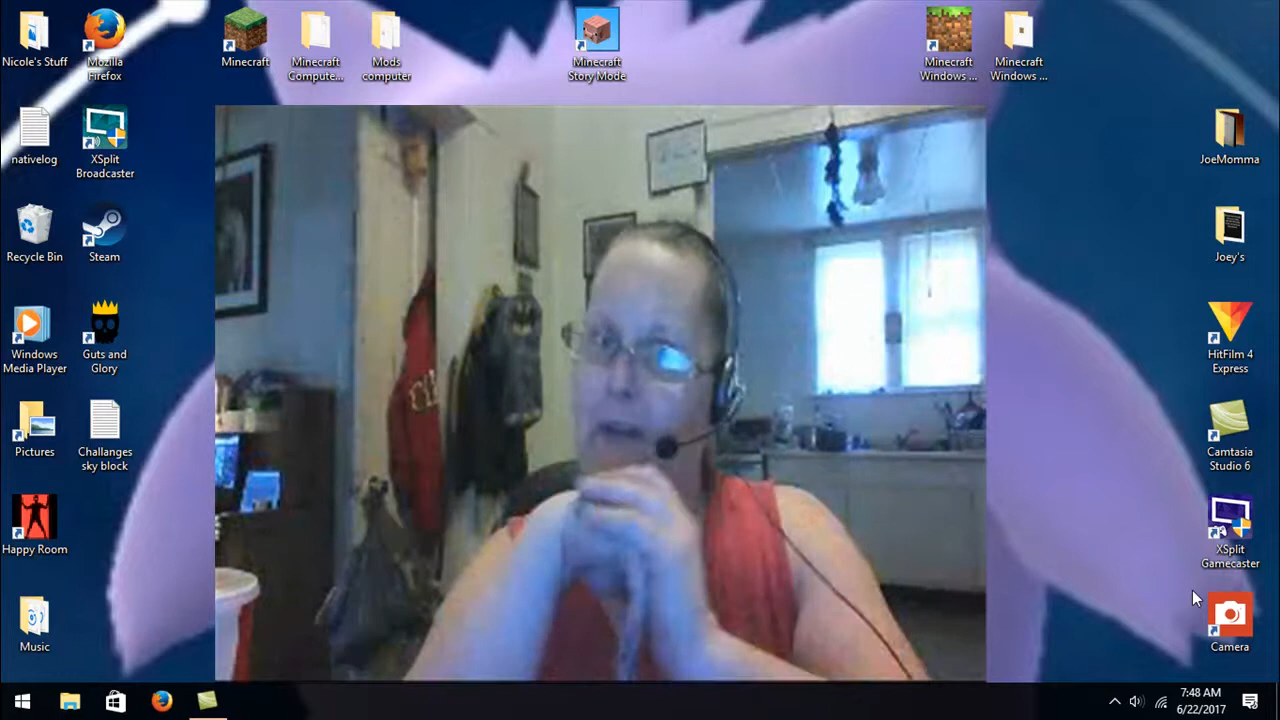 Nicole's Stuff
Mozilla
Firefox
Minecraft
Minecraft
Compute...
Mods
computer
Minecraft
Story Mode
Minecraft
Windows ...
Minecraft
Windows ...
nativelog
XSplit
Broadcaster
JoeMomma
Recycle Bin
Steam
Joey's
Windows
Media Player
Guts and
Glory
HitFilm 4
Express
Pictures
Challanges
sky block
Camtasia
Studio 6
Happy Room
XSplit
Gamecaster
Music
Camera
7:48 AM
6/22/2017